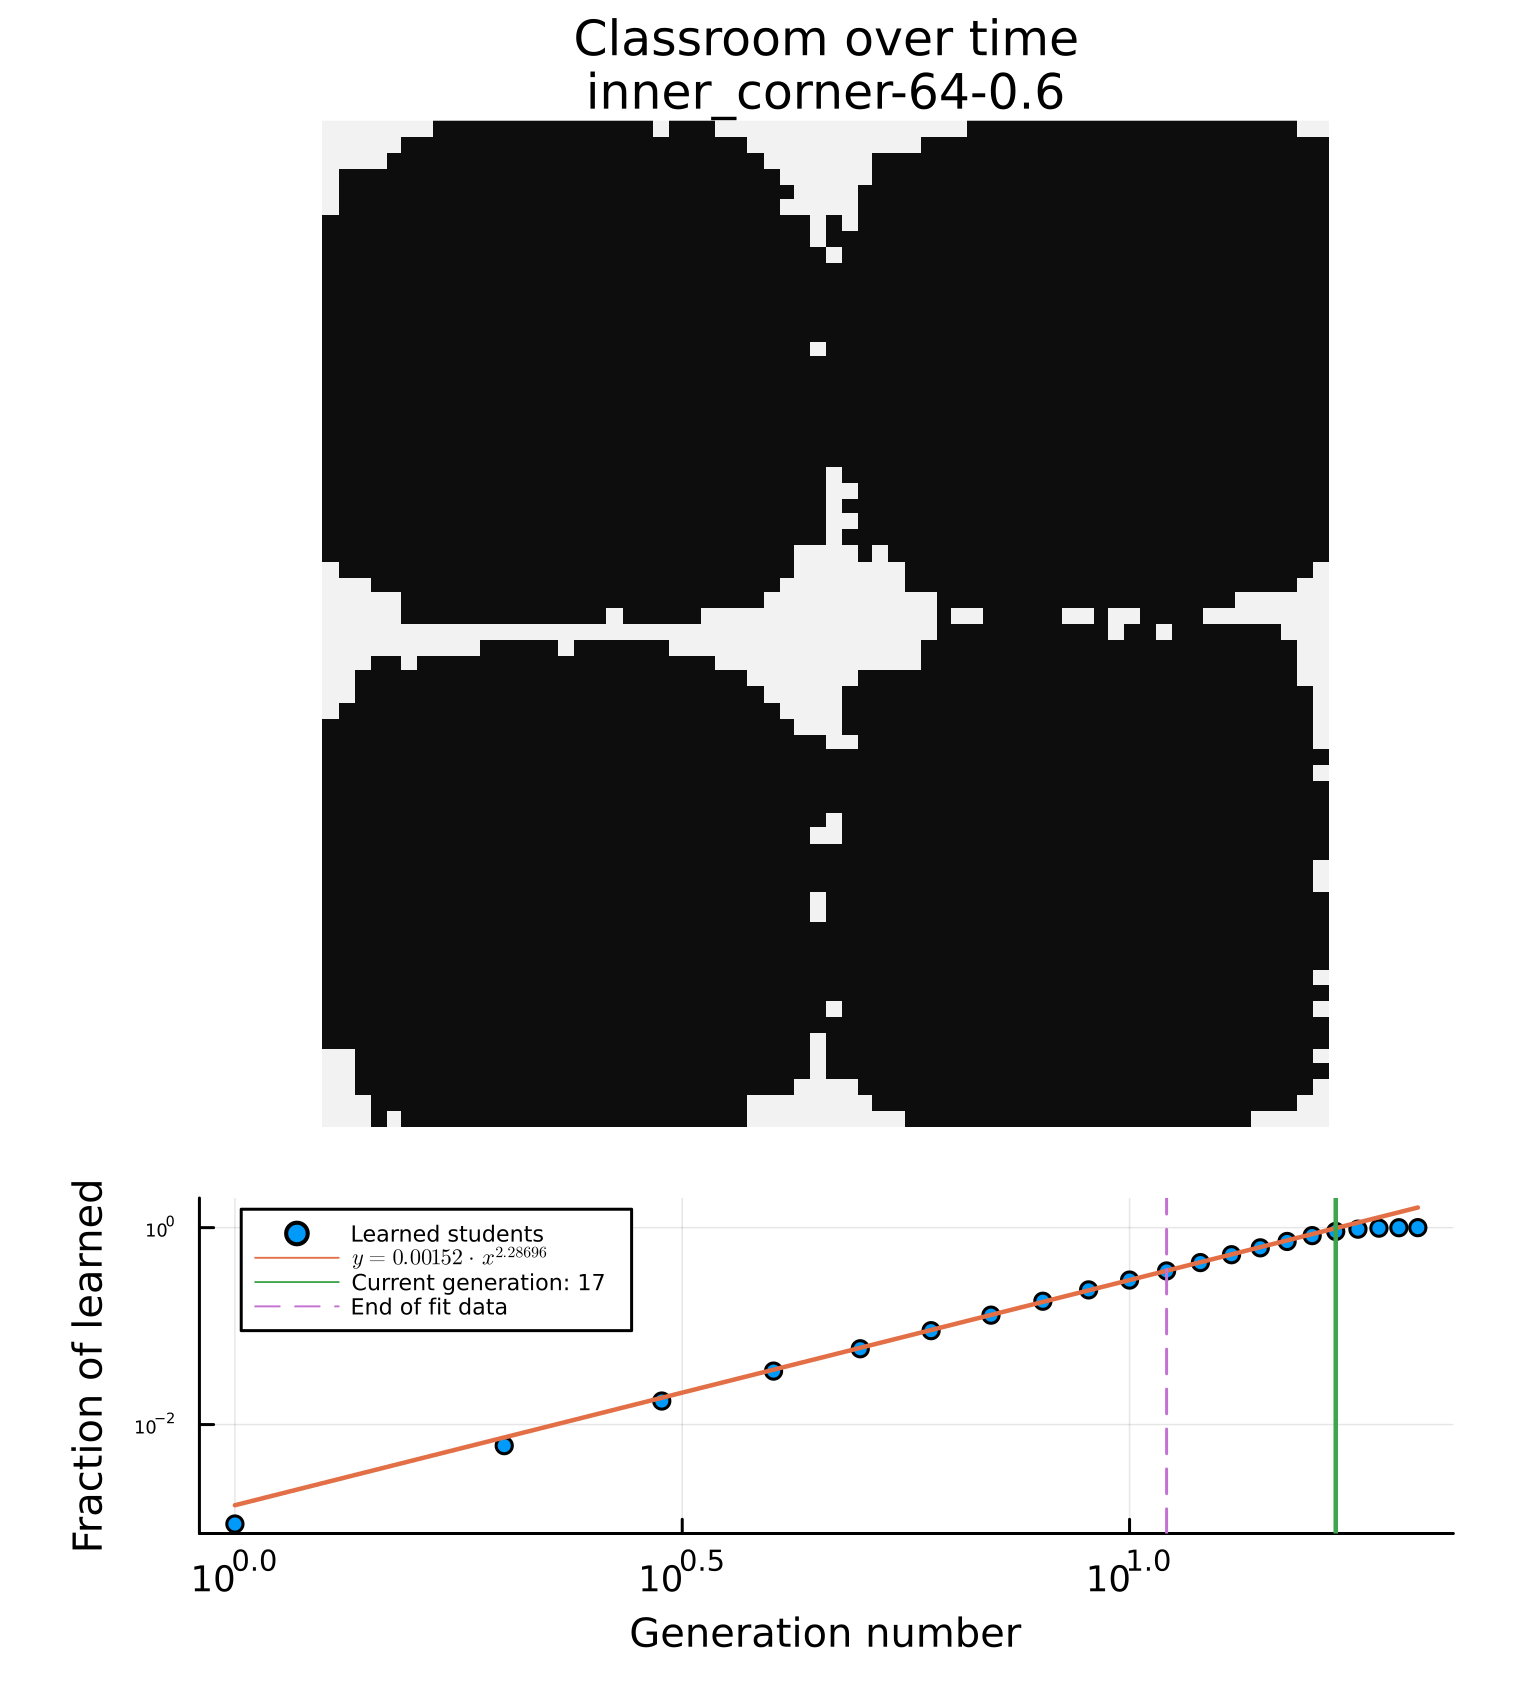 Classroom over time
inner_corner-64-0.6
Fraction of learned
10^0
10^−2
Learned students
y = 0.00152 · x^2.28696
Current generation: 17
End of fit data
10^0.0 10^0.5 10^1.0
Generation number